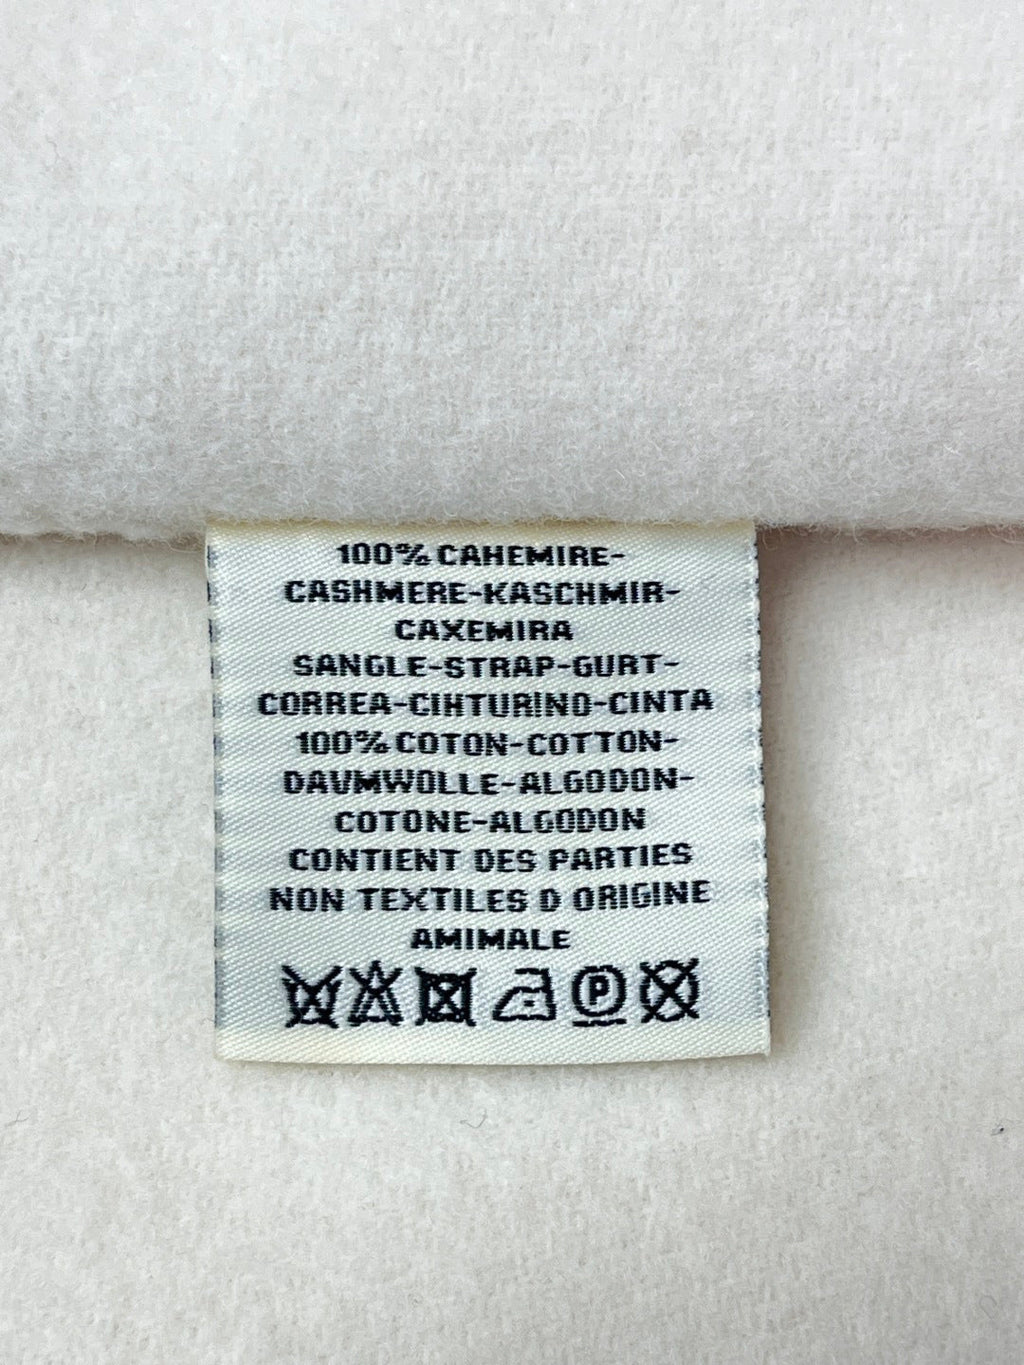 100% CAHEMIRE-
CASHMERE-KASCHMIR-
CAXEMIRA
SANGLE-STRAP-GURT-
CORREA-CIHTURINO-CINTA
100% COTON-COTTON-
DAVMWOLLE-ALGODON-
COTONE-ALGODON
CONTIENT DES PARTIES
NON TEXTILES D ORIGINE
AMIMALE
P